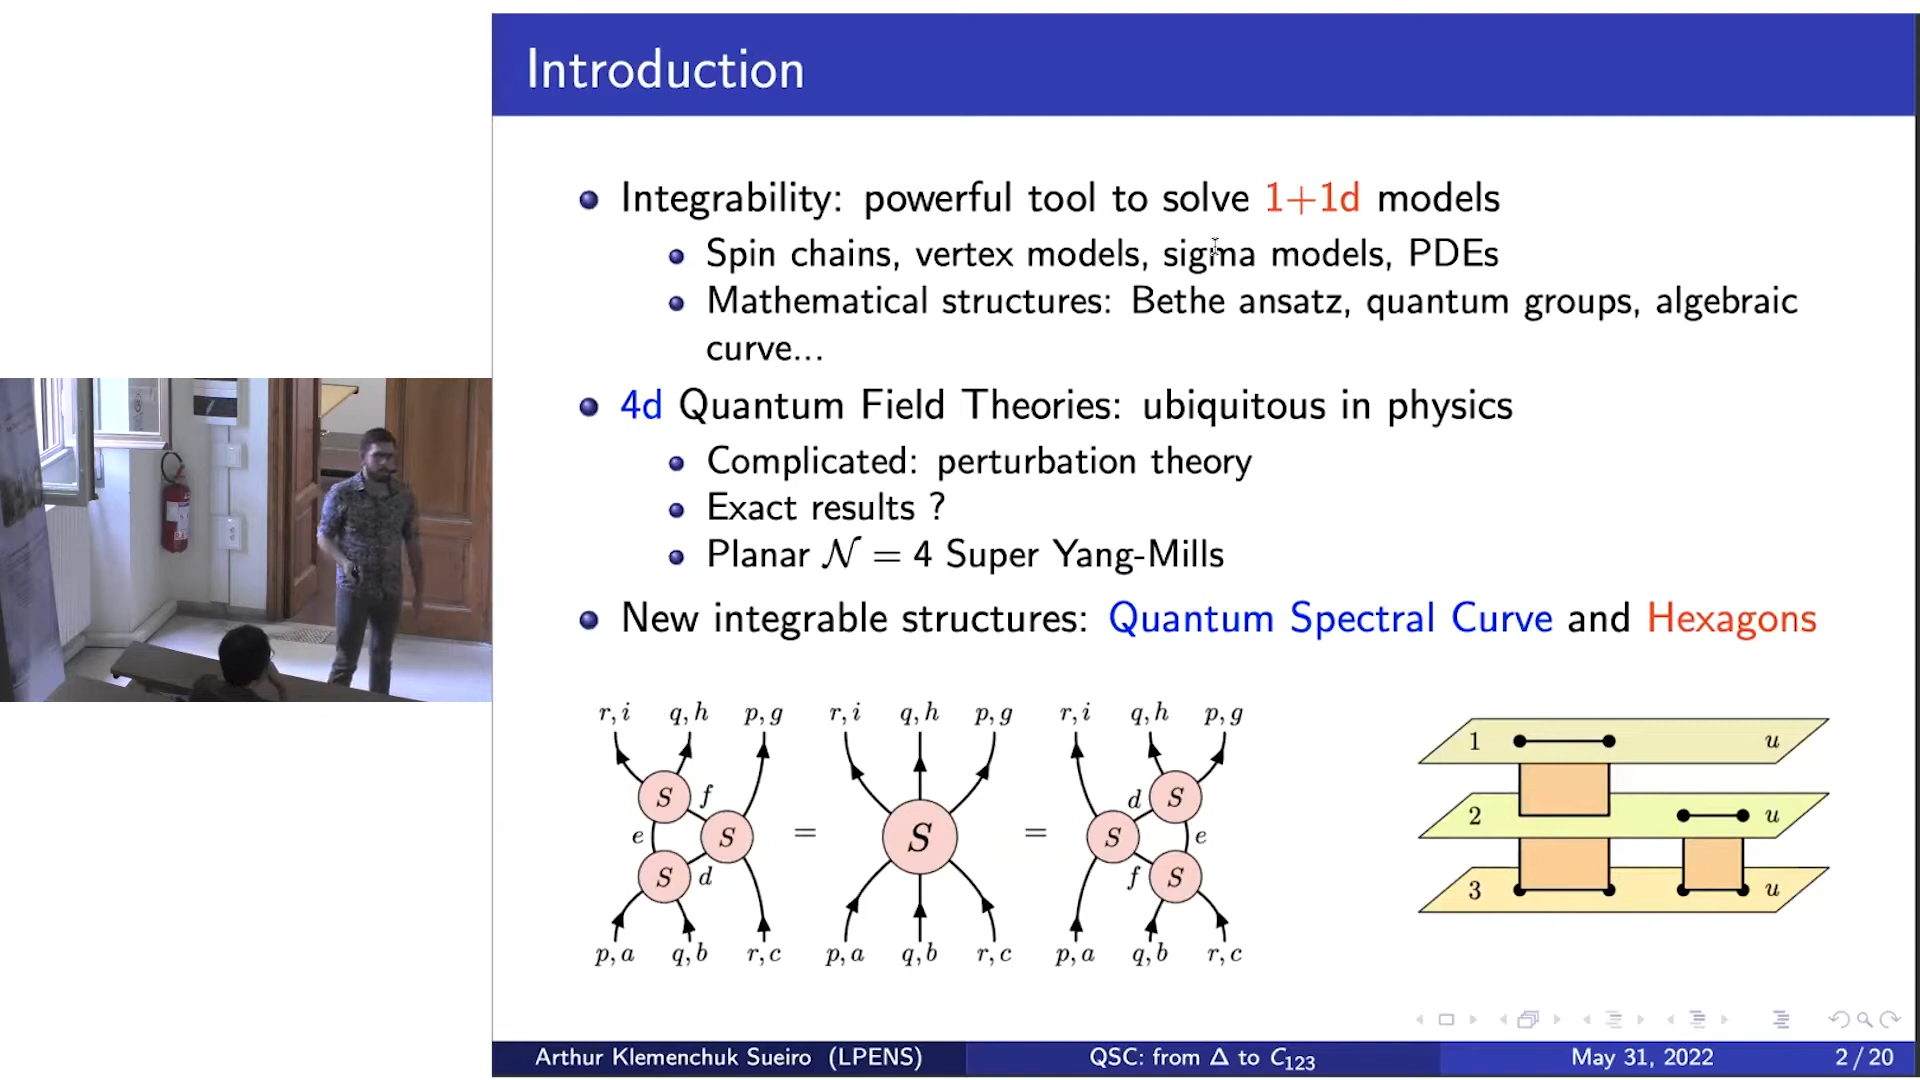 Introduction
Integrability: powerful tool to solve 1+1d models
Spin chains, vertex models, sigma models, PDEs
Mathematical structures: Bethe ansatz, quantum groups, algebraic
curve...
4d Quantum Field Theories: ubiquitous in physics
Complicated: perturbation theory
Exact results ?
Planar 𝒩 = 4 Super Yang-Mills
New integrable structures: Quantum Spectral Curve and Hexagons
r, i q, h p, g r, i q, h p, g r, i q, h p, g
S f d S
e S = S = S e
S d f S
p, a q, b r, c p, a q, b r, c p, a q, b r, c
1 u
2 u
3 u
Arthur Klemenchuk Sueiro (LPENS) QSC: from Δ to C₁₂₃ May 31, 2022 2 / 20